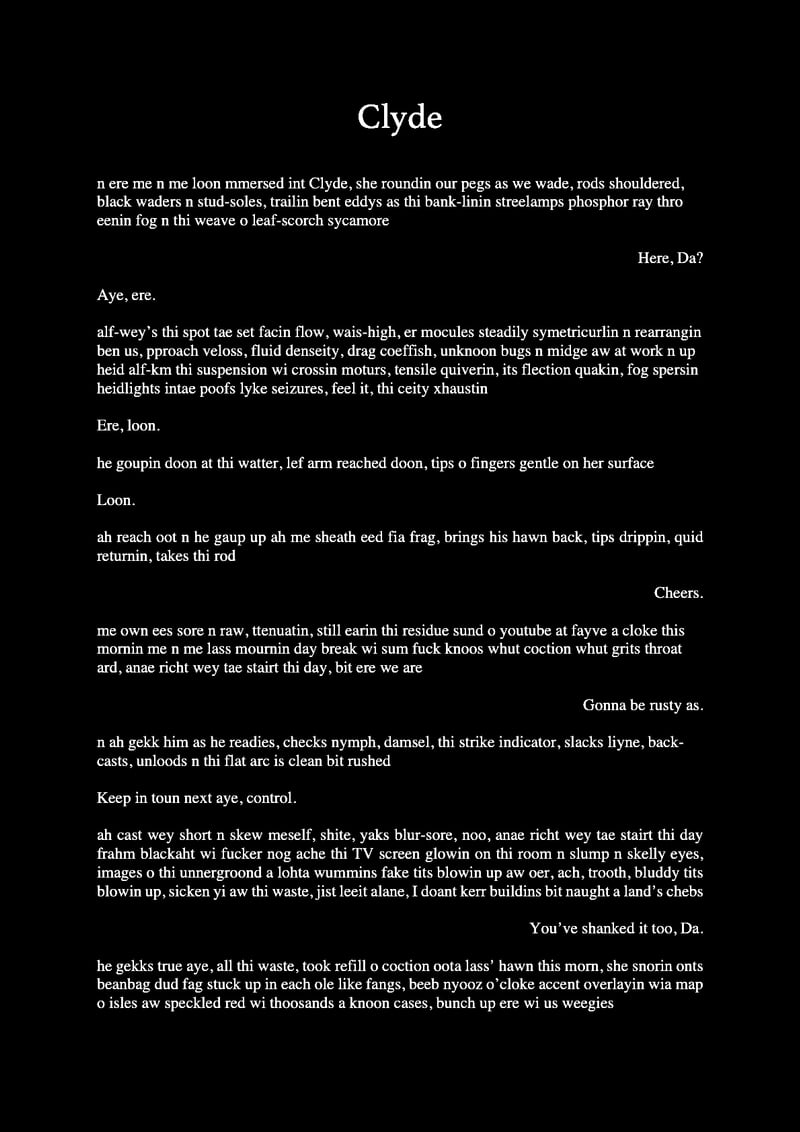 Clyde
n ere me n me loon mmersed int Clyde, she roundin our pegs as we wade, rods shouldered,
black waders n stud-soles, trailin bent eddys as thi bank-linin streelamps phosphor ray thro
eenin fog n thi weave o leaf-scorch sycamore
Here, Da?
Aye, ere.
alf-wey's thi spot tae set facin flow, wais-high, er mocules steadily symetricurlin n rearrangin
ben us, pproach veloss, fluid denseity, drag coeffish, unknoon bugs n midge aw at work n up
heid alf-km thi suspension wi crossin moturs, tensile quiverin, its flection quakin, fog spersin
heidlights intae poofs lyke seizures, feel it, thi ceity xhaustin
Ere, loon.
he goupin doon at thi watter, lef arm reached doon, tips o fingers gentle on her surface
Loon.
ah reach oot n he gaup up ah me sheath eed fia frag, brings his hawn back, tips drippin, quid
returnin, takes thi rod
Cheers.
me own ees sore n raw, ttenuatin, still earin thi residue sund o youtube at fayve a cloke this
mornin me n me lass mournin day break wi sum fuck knoos whut coction whut grits throat
ard, anae richt wey tae stairt thi day, bit ere we are
Gonna be rusty as.
n ah gekk him as he readies, checks nymph, damsel, thi strike indicator, slacks liyne, back-
casts, unloods n thi flat arc is clean bit rushed
Keep in toun next aye, control.
ah cast wey short n skew meself, shite, yaks blur-sore, noo, anae richt wey tae stairt thi day
frahm blackaht wi fucker nog ache thi TV screen glowin on thi room n slump n skelly eyes,
images o thi unnerground a lohta wummins fake tits blowin up aw oer, ach, trooth, bluddy tits
blowin up, sicken yi aw thi waste, jist leeit alane, I doant kerr buildins bit naught a land's chebs
You've shanked it too, Da.
he gekks true aye, all thi waste, took refill o coction oota lass' hawn this morn, she snorin onts
beanbag dud fag stuck up in each ole like fangs, beeb nyooz o'cloke accent overlayin wia map
o isles aw speckled red wi thoosands a knoon cases, bunch up ere wi us weegies